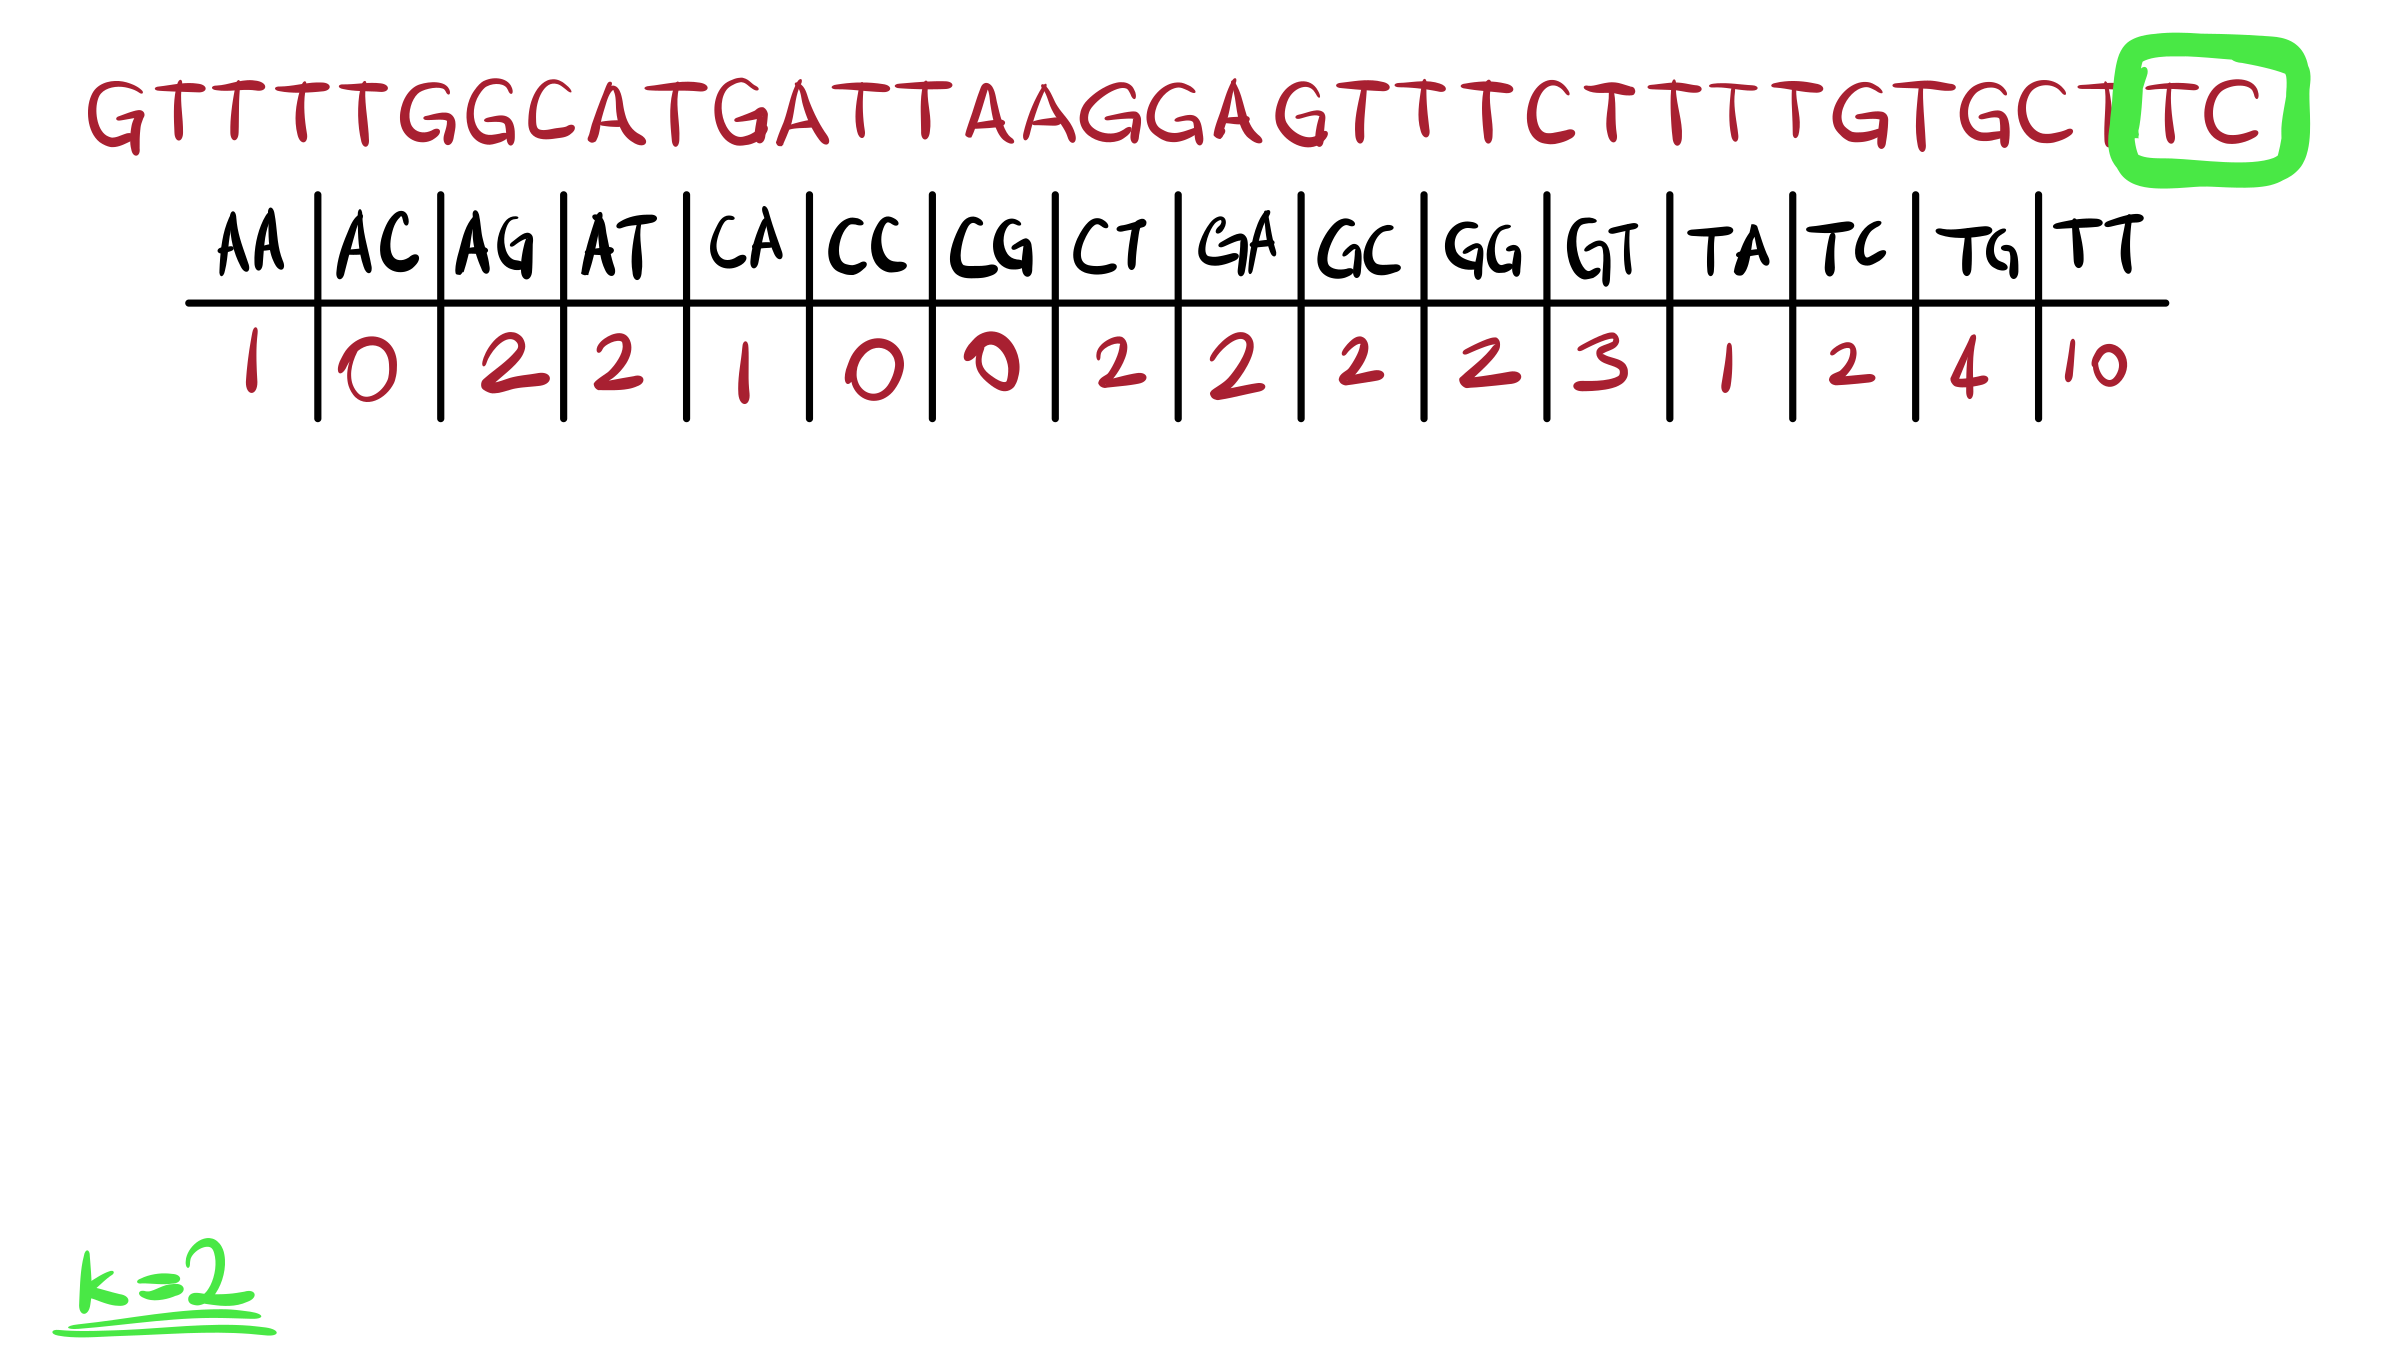 GTTTTGGCATGATTAAGGAGTTTCTTTTGTGCTTC
AA AC AG AT CA CC CG CT GA GC GG GT TA TC TG TT
1 0 2 2 1 0 0 2 2 2 2 3 1 2 4 10
k=2